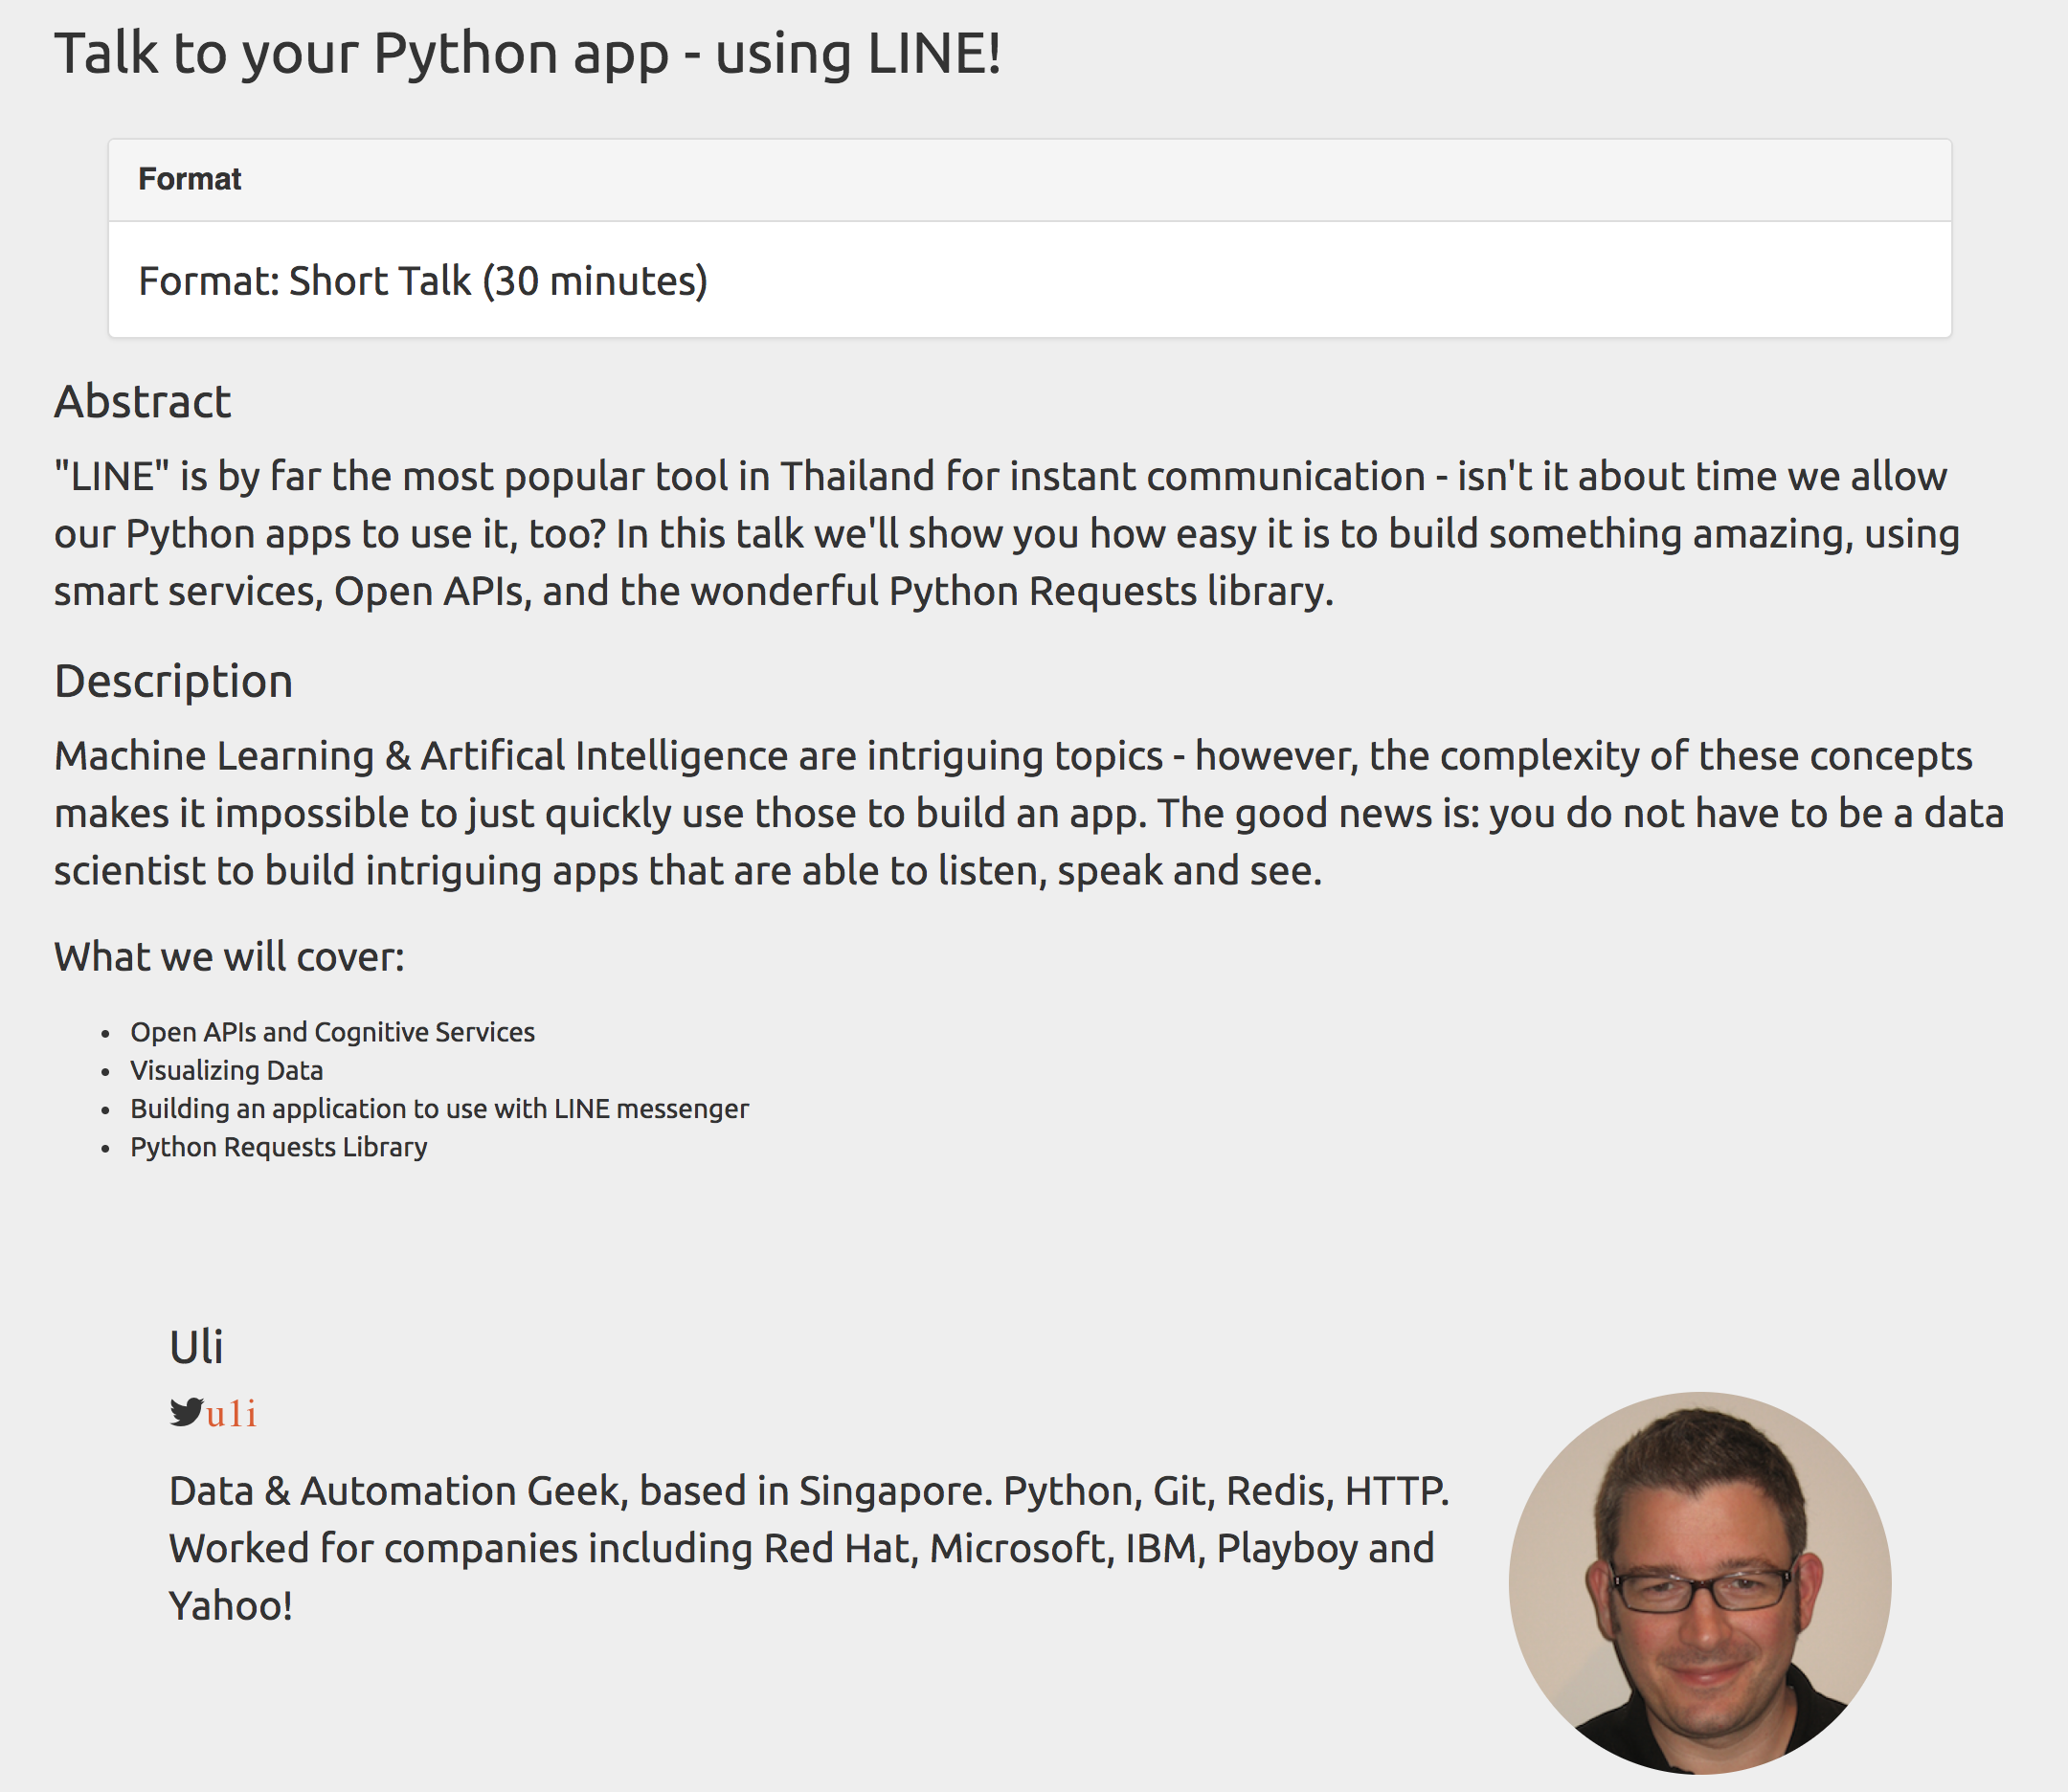 Talk to your Python app - using LINE!
Format
Format: Short Talk (30 minutes)
Abstract
"LINE" is by far the most popular tool in Thailand for instant communication - isn't it about time we allow
our Python apps to use it, too? In this talk we'll show you how easy it is to build something amazing, using
smart services, Open APIs, and the wonderful Python Requests library.
Description
Machine Learning & Artifical Intelligence are intriguing topics - however, the complexity of these concepts
makes it impossible to just quickly use those to build an app. The good news is: you do not have to be a data
scientist to build intriguing apps that are able to listen, speak and see.
What we will cover:
• Open APIs and Cognitive Services
• Visualizing Data
• Building an application to use with LINE messenger
• Python Requests Library
Uli
uli
Data & Automation Geek, based in Singapore. Python, Git, Redis, HTTP.
Worked for companies including Red Hat, Microsoft, IBM, Playboy and
Yahoo!